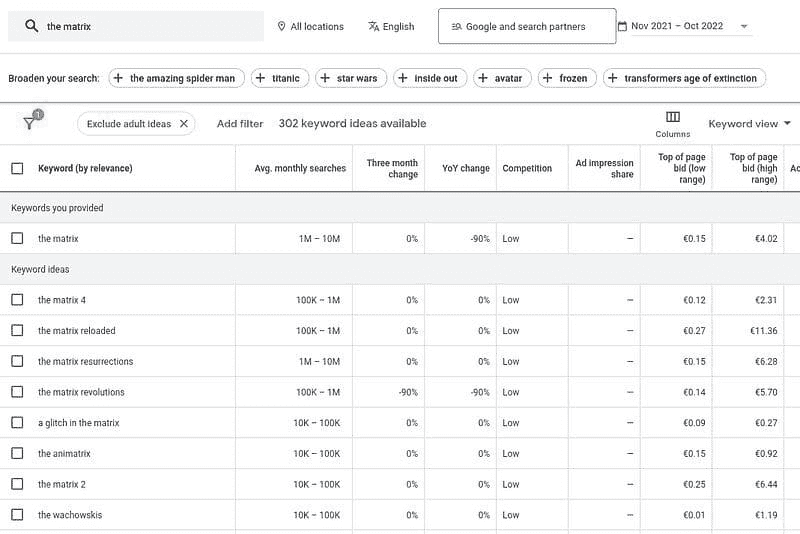 the matrix All locations English Google and search partners Nov 2021 – Oct 2022
Broaden your search: + the amazing spider man + titanic + star wars + inside out + avatar + frozen + transformers age of extinction
1
Exclude adult ideas × Add filter 302 keyword ideas available Columns Keyword view
Keyword (by relevance) Avg. monthly searches Three month change YoY change Competition Ad impression share Top of page bid (low range) Top of page bid (high range) Ac
Keywords you provided
the matrix 1M – 10M 0% -90% Low – €0.15 €4.02
Keyword ideas
the matrix 4 100K – 1M 0% 0% Low – €0.12 €2.31
the matrix reloaded 100K – 1M 0% 0% Low – €0.27 €11.36
the matrix resurrections 1M – 10M 0% 0% Low – €0.15 €6.28
the matrix revolutions 100K – 1M -90% -90% Low – €0.14 €5.70
a glitch in the matrix 10K – 100K 0% 0% Low – €0.09 €0.27
the animatrix 10K – 100K 0% 0% Low – €0.15 €0.92
the matrix 2 10K – 100K 0% 0% Low – €0.25 €6.44
the wachowskis 10K – 100K 0% 0% Low – €0.01 €1.19